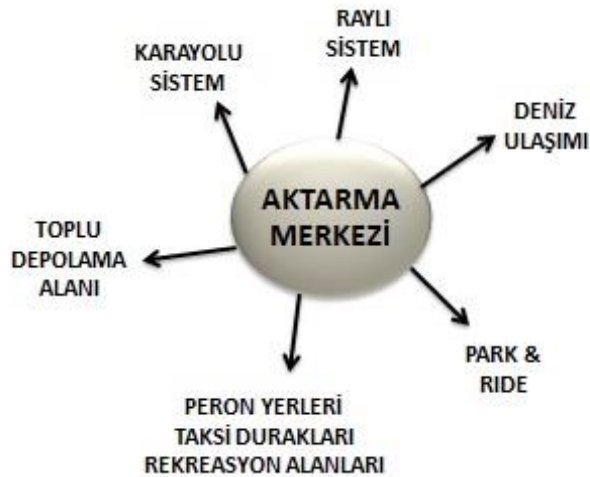 RAYLI
SİSTEM
KARAYOLU
SİSTEM
DENİZ
ULAŞIMI
AKTARMA
MERKEZİ
TOPLU
DEPOLAMA
ALANI
PARK &
RIDE
PERON YERLERİ
TAKSİ DURAKLARI
REKREASYON ALANLARI